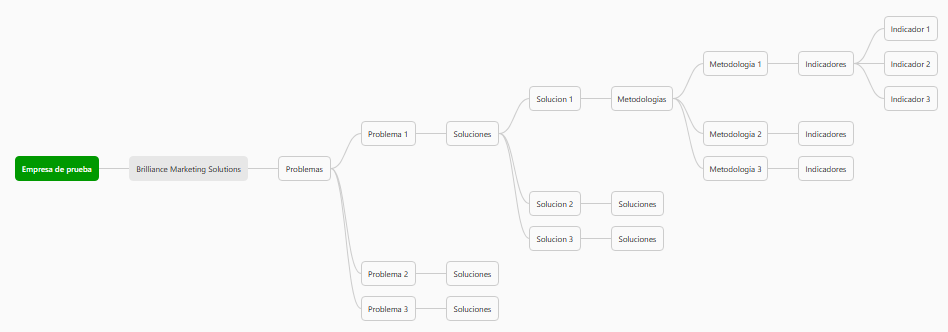 Empresa de prueba
Brilliance Marketing Solutions
Problemas
Problema 1
Soluciones
Solucion 1
Metodologias
Metodologia 1
Indicadores
Indicador 1
Indicador 2
Indicador 3
Metodologia 2
Indicadores
Metodologia 3
Indicadores
Solucion 2
Soluciones
Solucion 3
Soluciones
Problema 2
Soluciones
Problema 3
Soluciones